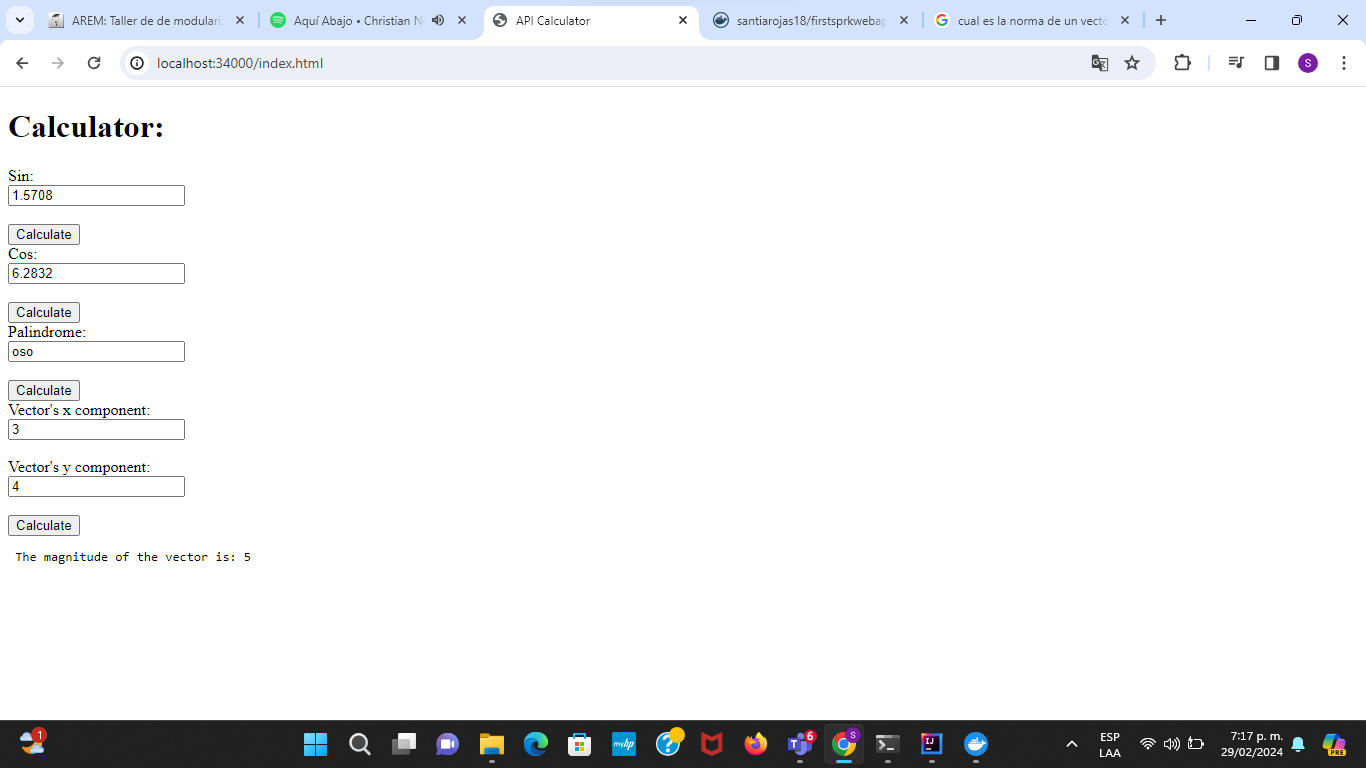 AREM: Taller de de modulari
Aquí Abajo • Christian N
API Calculator
santiarojas18/firstsprkwebap
cual es la norma de un vecto
localhost:34000/index.html
S
Calculator:
Sin:
1.5708
Calculate
Cos:
6.2832
Calculate
Palindrome:
oso
Calculate
Vector's x component:
3
Vector's y component:
4
Calculate
The magnitude of the vector is: 5
1
myhp
6
S
IJ
ESP
LAA
7:17 p. m.
29/02/2024
PRE